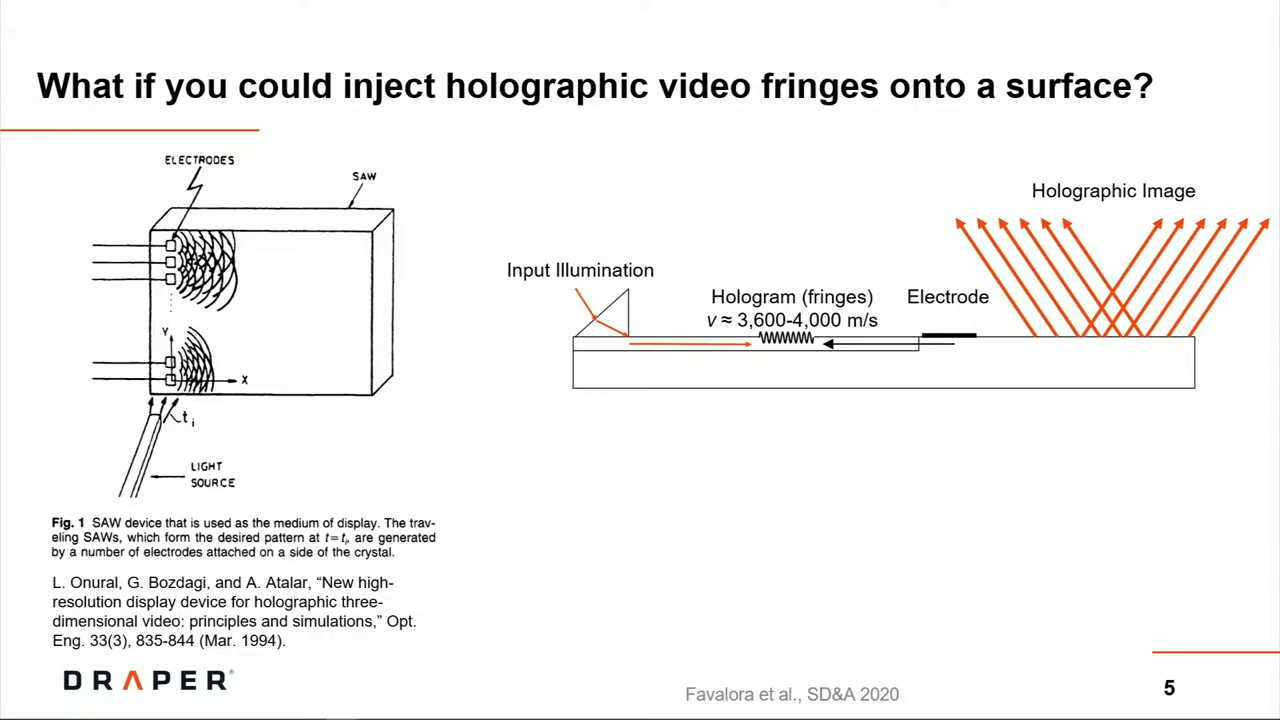 What if you could inject holographic video fringes onto a surface?
ELECTRODES
SAW
Y
X
t i
LIGHT
SOURCE
Fig. 1 SAW device that is used as the medium of display. The trav-
eling SAWs, which form the desired pattern at t=ti, are generated
by a number of electrodes attached on a side of the crystal.
L. Onural, G. Bozdagi, and A. Atalar, “New high-
resolution display device for holographic three-
dimensional video: principles and simulations,” Opt.
Eng. 33(3), 835-844 (Mar. 1994).
Holographic Image
Input Illumination
Hologram (fringes)
v ≈ 3,600-4,000 m/s
Electrode
DRAPER®
Favalora et al., SD&A 2020
5